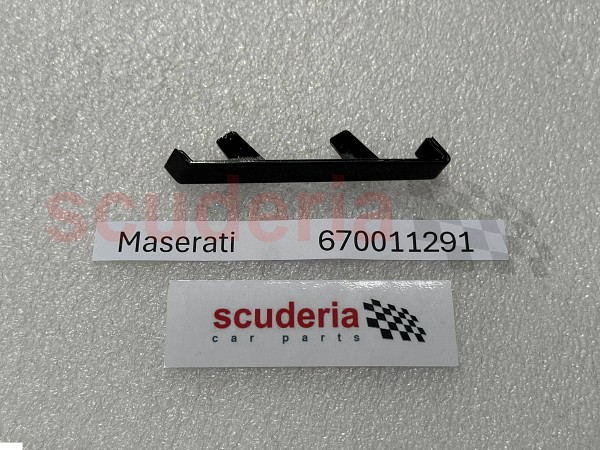 scuderia
Maserati 670011291
scuderia
car parts